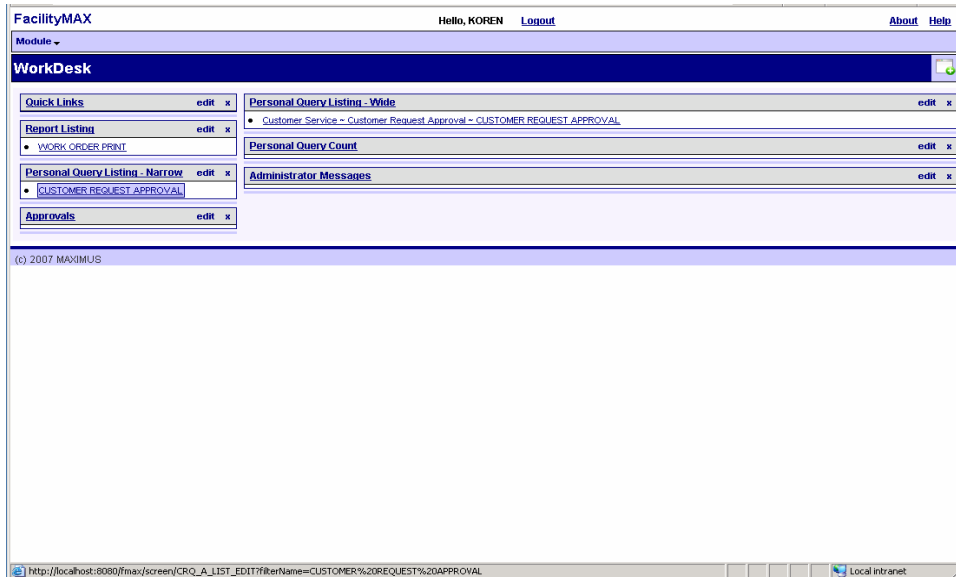 FacilityMAX Hello, KOREN Logout About Help
Module
WorkDesk
Quick Links edit x
Report Listing edit x
• WORK ORDER PRINT
Personal Query Listing - Narrow edit x
• CUSTOMER REQUEST APPROVAL
Approvals edit x
Personal Query Listing - Wide edit x
• Customer Service ~ Customer Request Approval ~ CUSTOMER REQUEST APPROVAL
Personal Query Count edit x
Administrator Messages edit x
(c) 2007 MAXIMUS
http://localhost:8080/fmax/screen/CRQ_A_LIST_EDIT?filterName=CUSTOMER%20REQUEST%20APPROVAL Local intranet